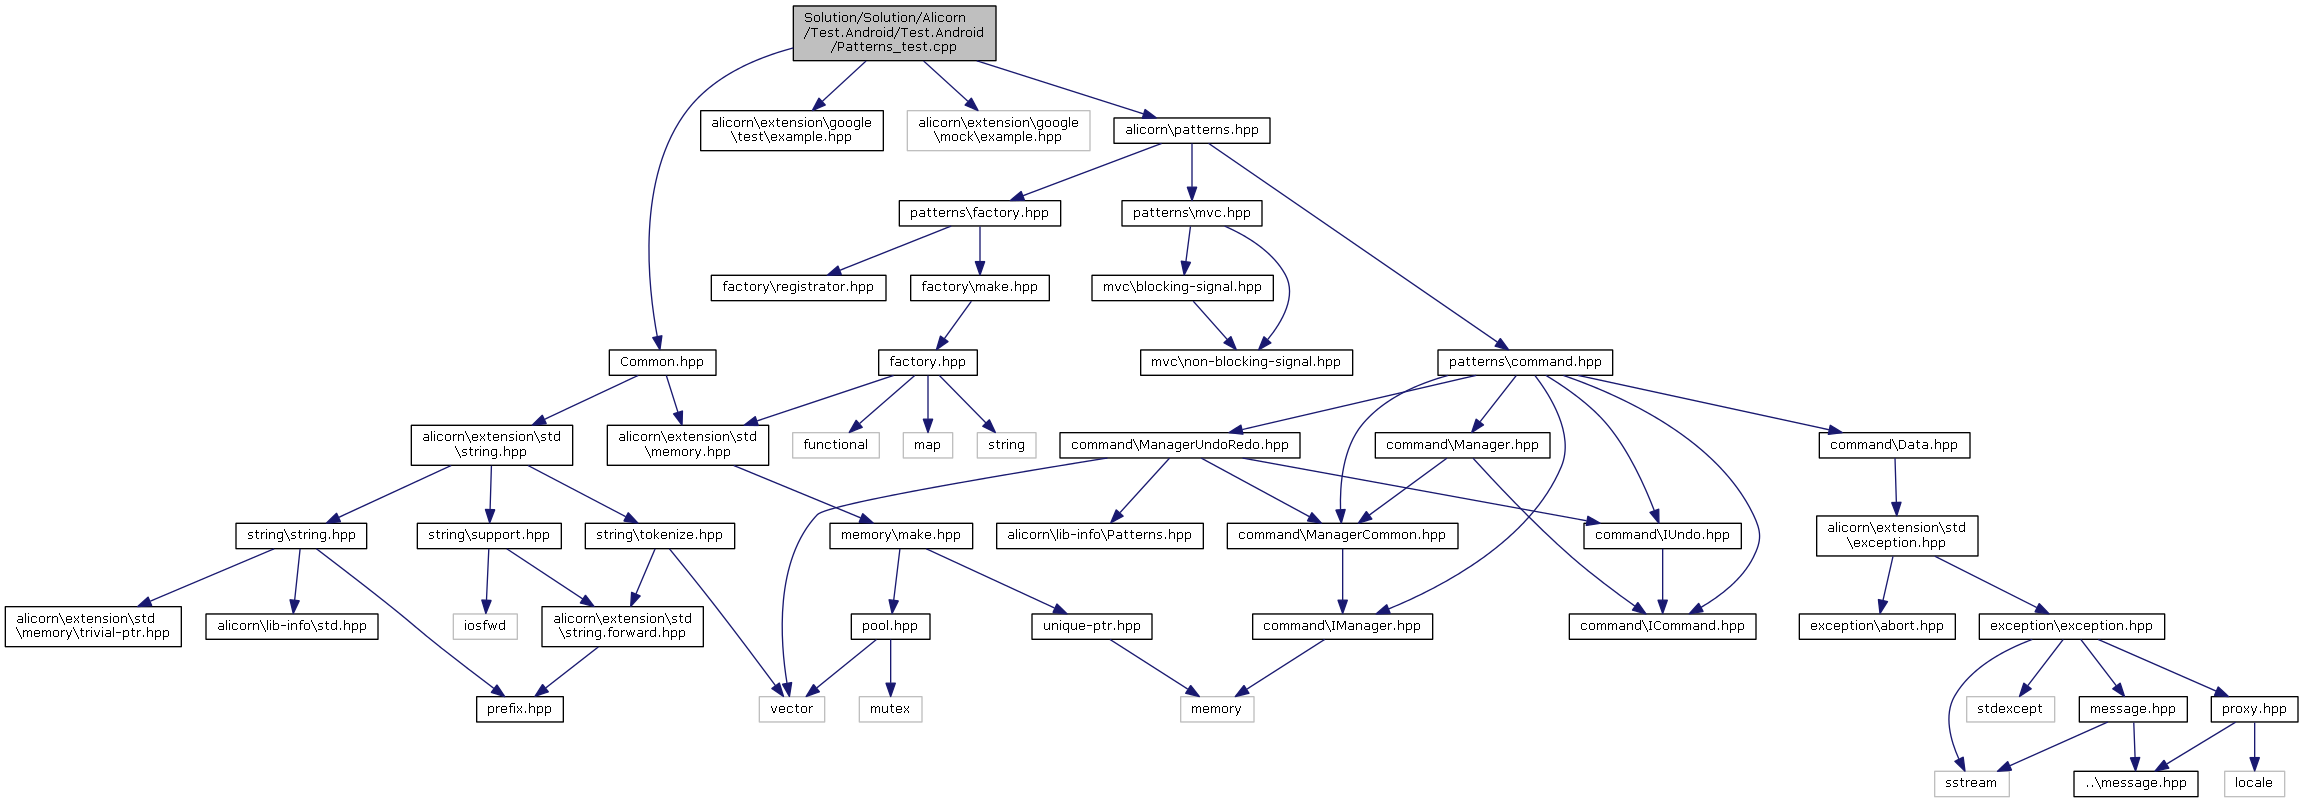 Solution/Solution/Alicorn
/Test.Android/Test.Android
/Patterns_test.cpp
alicorn\extension\google
\test\example.hpp
alicorn\extension\google
\mock\example.hpp
alicorn\patterns.hpp
patterns\factory.hpp
patterns\mvc.hpp
factory\registrator.hpp
factory\make.hpp
mvc\blocking-signal.hpp
Common.hpp
factory.hpp
mvc\non-blocking-signal.hpp
patterns\command.hpp
alicorn\extension\std
\string.hpp
alicorn\extension\std
\memory.hpp
functional
map
string
command\ManagerUndoRedo.hpp
command\Manager.hpp
command\Data.hpp
string\string.hpp
string\support.hpp
string\tokenize.hpp
memory\make.hpp
alicorn\lib-info\Patterns.hpp
command\ManagerCommon.hpp
command\IUndo.hpp
alicorn\extension\std
\exception.hpp
alicorn\extension\std
\memory\trivial-ptr.hpp
alicorn\lib-info\std.hpp
iosfwd
alicorn\extension\std
\string.forward.hpp
pool.hpp
unique-ptr.hpp
command\IManager.hpp
command\ICommand.hpp
exception\abort.hpp
exception\exception.hpp
prefix.hpp
vector
mutex
memory
stdexcept
message.hpp
proxy.hpp
sstream
..\message.hpp
locale